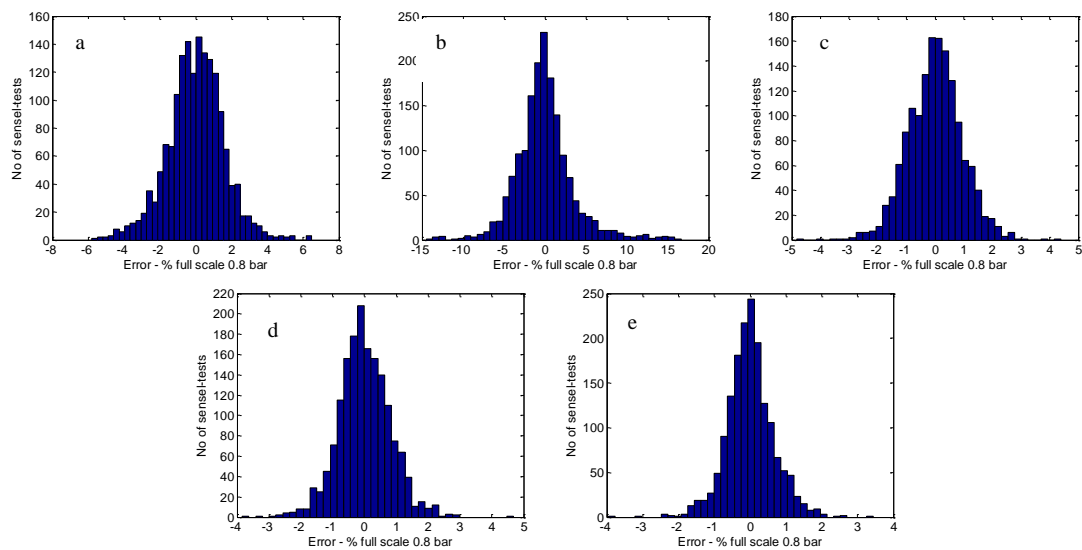 160
140
120
100
80
60
40
20
0
No of sensel-tests
a
-8 -6 -4 -2 0 2 4 6 8
Error - % full scale 0.8 bar
250
200
150
100
50
0
No of sensel-tests
b
-15 -10 -5 0 5 10 15 20
Error - % full scale 0.8 bar
180
160
140
120
100
80
60
40
20
0
No of sensel-tests
c
-5 -4 -3 -2 -1 0 1 2 3 4 5
Error - % full scale 0.8 bar
220
200
180
160
140
120
100
80
60
40
20
0
No of sensel-tests
d
-4 -3 -2 -1 0 1 2 3 4 5
Error - % full scale 0.8 bar
250
200
150
100
50
0
No of sensel-tests
e
-4 -3 -2 -1 0 1 2 3 4
Error - % full scale 0.8 bar